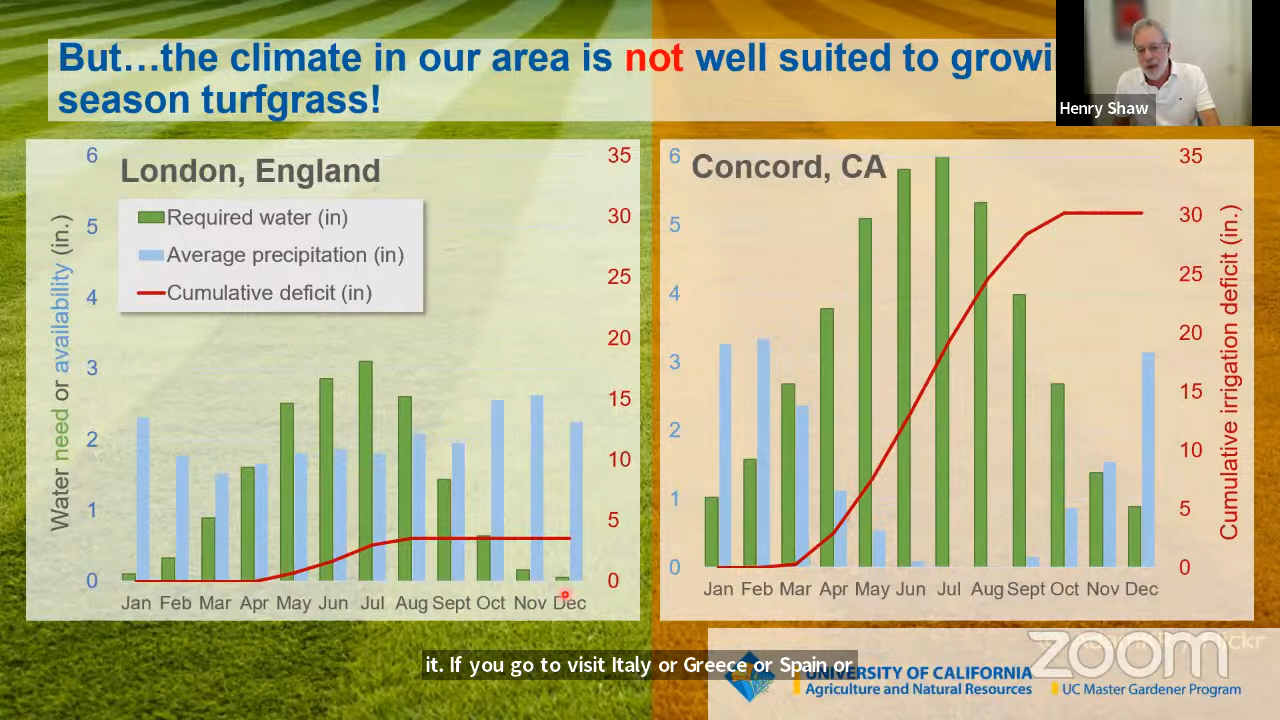 But…the climate in our area is not well suited to growi
season turfgrass!
Henry Shaw
London, England
Required water (in)
Average precipitation (in)
Cumulative deficit (in)
Water need or availability (in.)
6
5
4
3
2
1
0
35
30
25
20
15
10
5
0
Jan Feb Mar Apr May Jun Jul Aug Sept Oct Nov Dec
Concord, CA
6
5
4
3
2
1
0
35
30
25
20
15
10
5
0
Cumulative irrigation deficit (in.)
Jan Feb Mar Apr May Jun Jul Aug Sept Oct Nov Dec
it. If you go to visit Italy or Greece or Spain or
zoom
UNIVERSITY OF CALIFORNIA
Agriculture and Natural Resources
UC Master Gardener Program